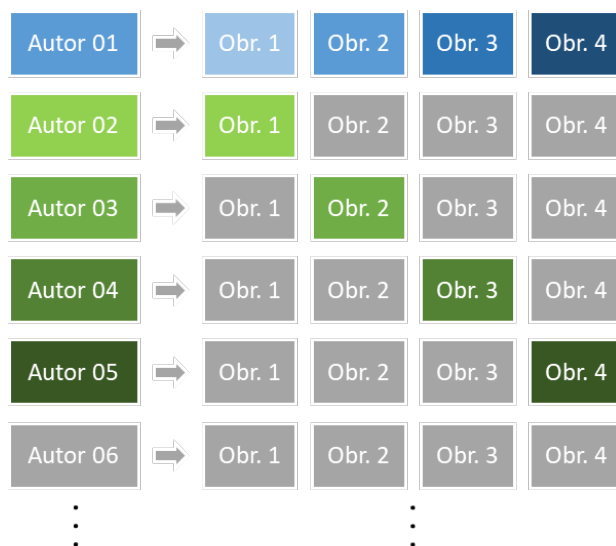 Autor 01 Obr. 1 Obr. 2 Obr. 3 Obr. 4
Autor 02 Obr. 1 Obr. 2 Obr. 3 Obr. 4
Autor 03 Obr. 1 Obr. 2 Obr. 3 Obr. 4
Autor 04 Obr. 1 Obr. 2 Obr. 3 Obr. 4
Autor 05 Obr. 1 Obr. 2 Obr. 3 Obr. 4
Autor 06 Obr. 1 Obr. 2 Obr. 3 Obr. 4